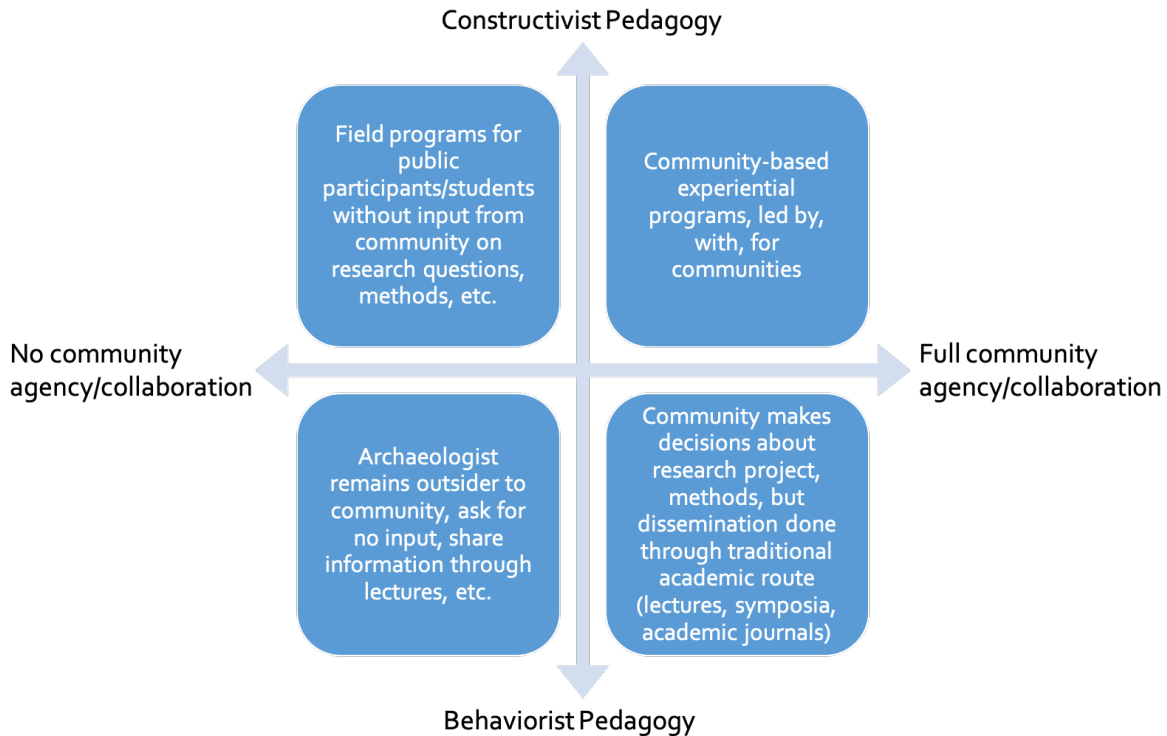 Constructivist Pedagogy
Field programs for
public
participants/students
without input from
community on
research questions,
methods, etc.
Community-based
experiential
programs, led by,
with, for
communities
No community
agency/collaboration
Full community
agency/collaboration
Archaeologist
remains outsider to
community, ask for
no input, share
information through
lectures, etc.
Community makes
decisions about
research project,
methods, but
dissemination done
through traditional
academic route
(lectures, symposia,
academic journals)
Behaviorist Pedagogy